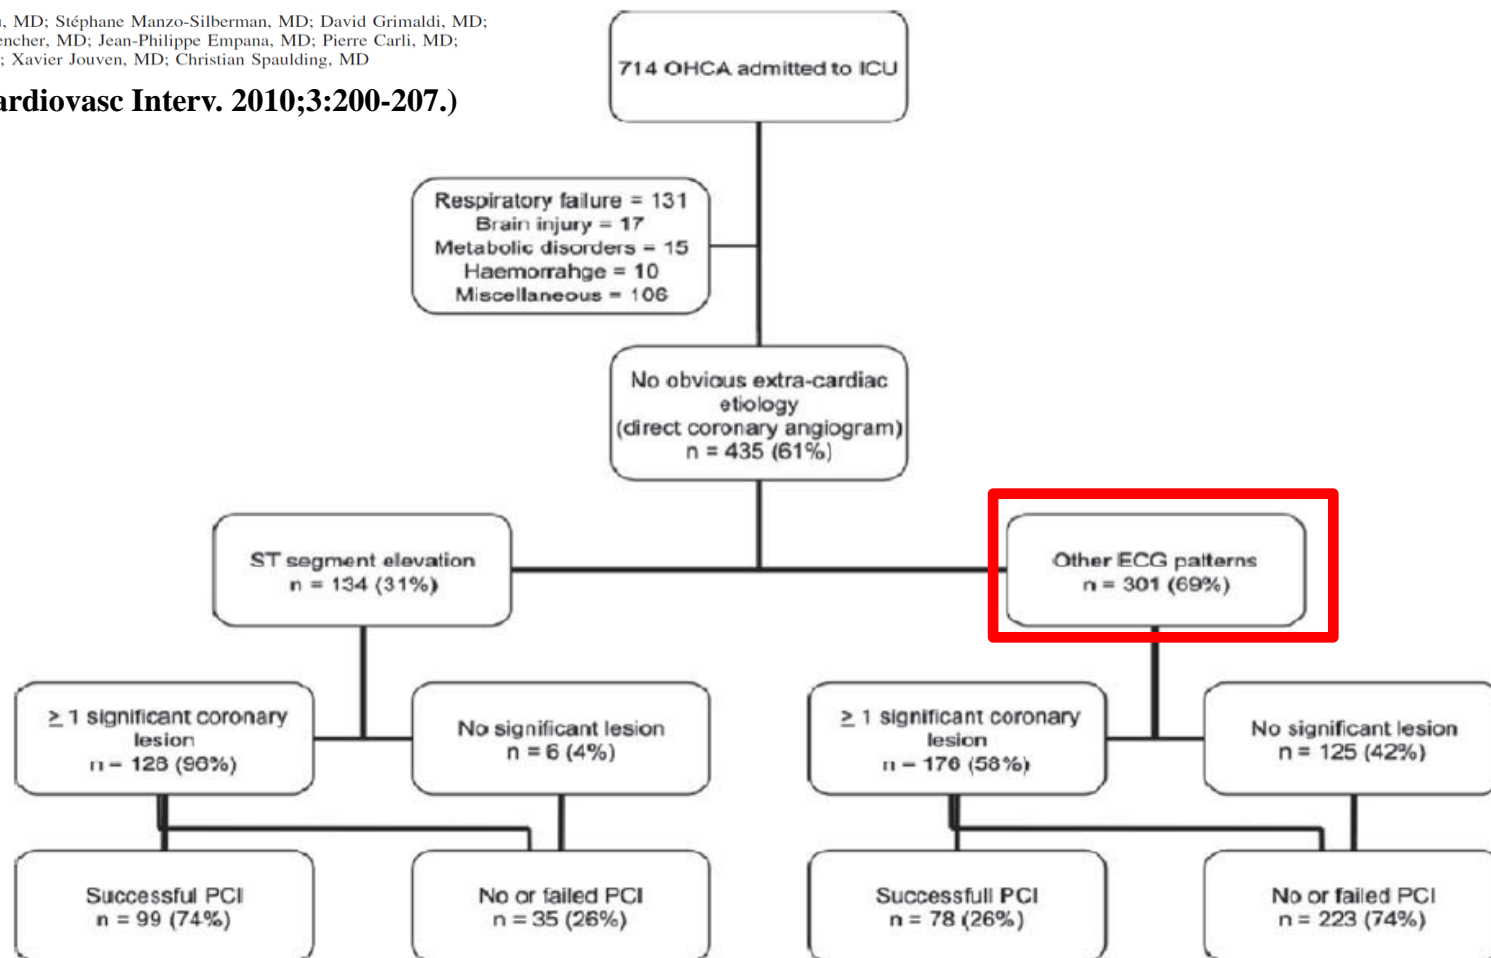 MD; Stéphane Manzo-Silberman, MD; David Grimaldi, MD;
encher, MD; Jean-Philippe Empana, MD; Pierre Carli, MD;
; Xavier Jouven, MD; Christian Spaulding, MD
ardiovasc Interv. 2010;3:200-207.)
714 OHCA admitted to ICU
Respiratory failure = 131
Brain injury = 17
Metabolic disorders = 15
Haemorrahge = 10
Miscellaneous = 106
No obvious extra-cardiac
etiology
(direct coronary angiogram)
n = 435 (61%)
ST segment elevation
n = 134 (31%)
Other ECG patterns
n = 301 (69%)
≥ 1 significant coronary
lesion
n = 128 (96%)
No significant lesion
n = 6 (4%)
≥ 1 significant coronary
lesion
n = 176 (58%)
No significant lesion
n = 125 (42%)
Successful PCI
n = 99 (74%)
No or failed PCI
n = 35 (26%)
Successfull PCI
n = 78 (26%)
No or failed PCI
n = 223 (74%)